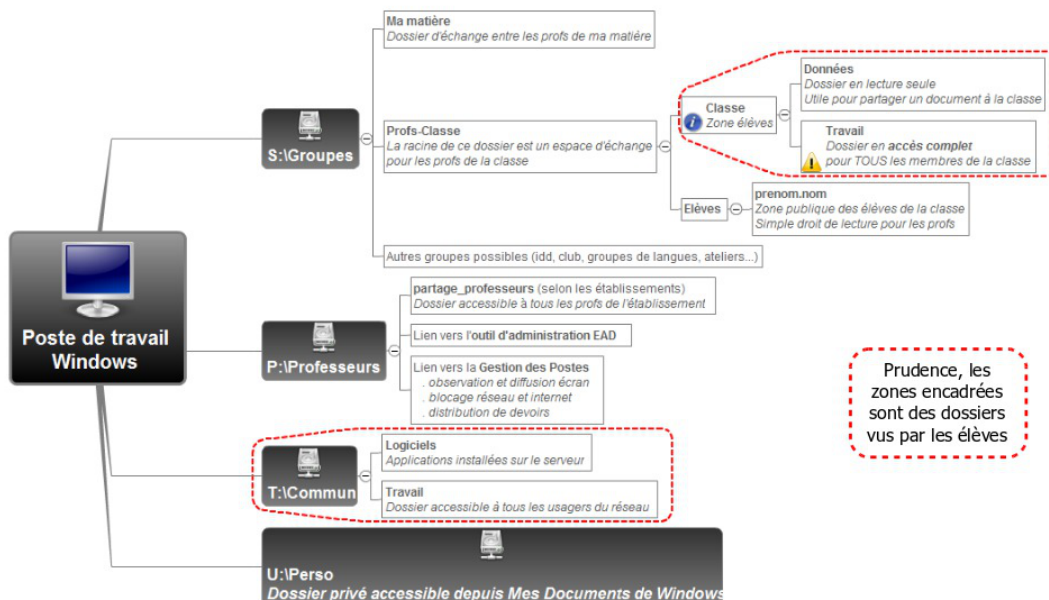 Ma matière
Dossier d'échange entre les profs de ma matière
Données
Dossier en lecture seule
Utile pour partager un document à la classe
Classe
Zone élèves
Travail
Dossier en accès complet
pour TOUS les membres de la classe
S:\Groupes
Profs-Classe
La racine de ce dossier est un espace d'échange
pour les profs de la classe
Elèves
prenom.nom
Zone publique des élèves de la classe
Simple droit de lecture pour les profs
Autres groupes possibles (idd, club, groupes de langues, ateliers...)
Poste de travail
Windows
partage_professeurs (selon les établissements)
Dossier accessible à tous les profs de l'établissement
P:\Professeurs
Lien vers l'outil d'administration EAD
Lien vers la Gestion des Postes
. observation et diffusion écran
. blocage réseau et internet
. distribution de devoirs
Prudence, les
zones encadrées
sont des dossiers
vus par les élèves
T:\Commun
Logiciels
Applications installées sur le serveur
Travail
Dossier accessible à tous les usagers du réseau
U:\Perso
Dossier privé accessible depuis Mes Documents de Windows